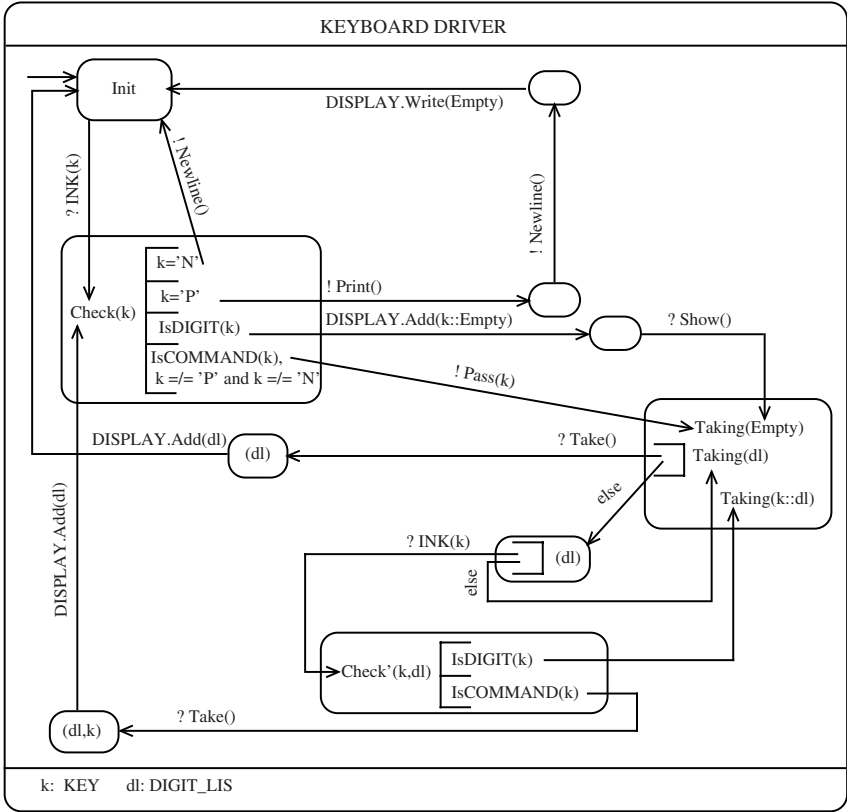 KEYBOARD DRIVER
Init
DISPLAY.Write(Empty)
? INK(k)
! Newline()
! Newline()
k='N'
k='P'
! Print()
Check(k)
IsDIGIT(k)
DISPLAY.Add(k::Empty)
? Show()
IsCOMMAND(k),
k =/= 'P' and k =/= 'N'
! Pass(k)
Taking(Empty)
DISPLAY.Add(dl)
(dl)
? Take()
Taking(dl)
else
Taking(k::dl)
DISPLAY.Add(dl)
? INK(k)
(dl)
else
Check'(k,dl)
IsDIGIT(k)
IsCOMMAND(k)
? Take()
(dl,k)
k: KEY dl: DIGIT_LIS